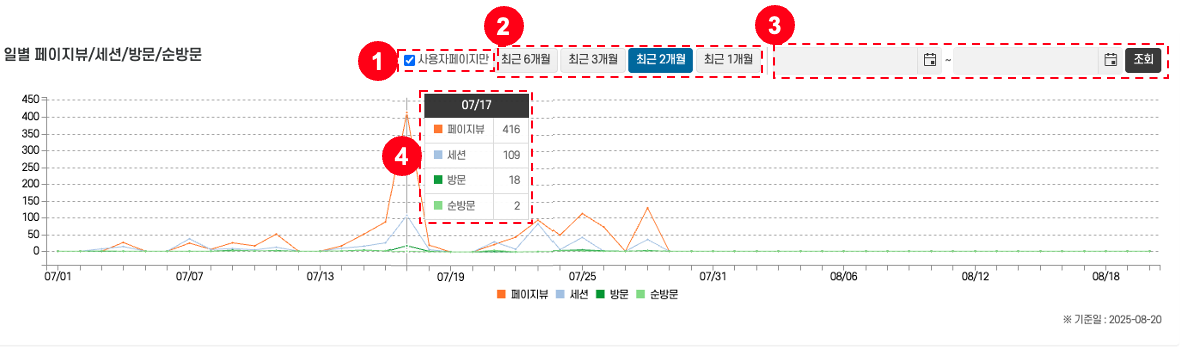 일별 페이지뷰/세션/방문/순방문
1
사용자페이지만
2
최근 6개월
최근 3개월
최근 2개월
최근 1개월
3
~
조회
450
400
350
300
250
200
150
100
50
0
4
07/17
페이지뷰 416
세션 109
방문 18
순방문 2
07/01 07/07 07/13 07/19 07/25 07/31 08/06 08/12 08/18
페이지뷰 세션 방문 순방문
※ 기준일 : 2025-08-20